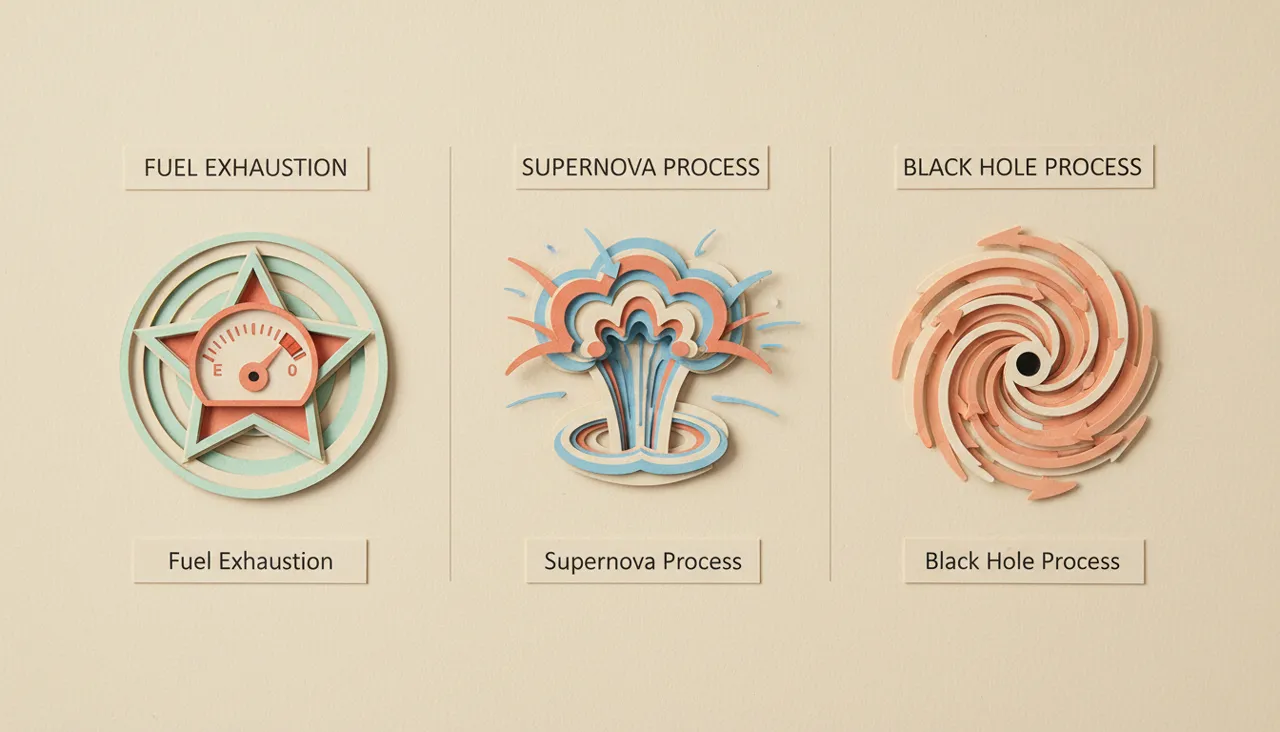 FUEL EXHAUSTION
SUPERNOVA PROCESS
BLACK HOLE PROCESS
E O
Fuel Exhaustion
Supernova Process
Black Hole Process